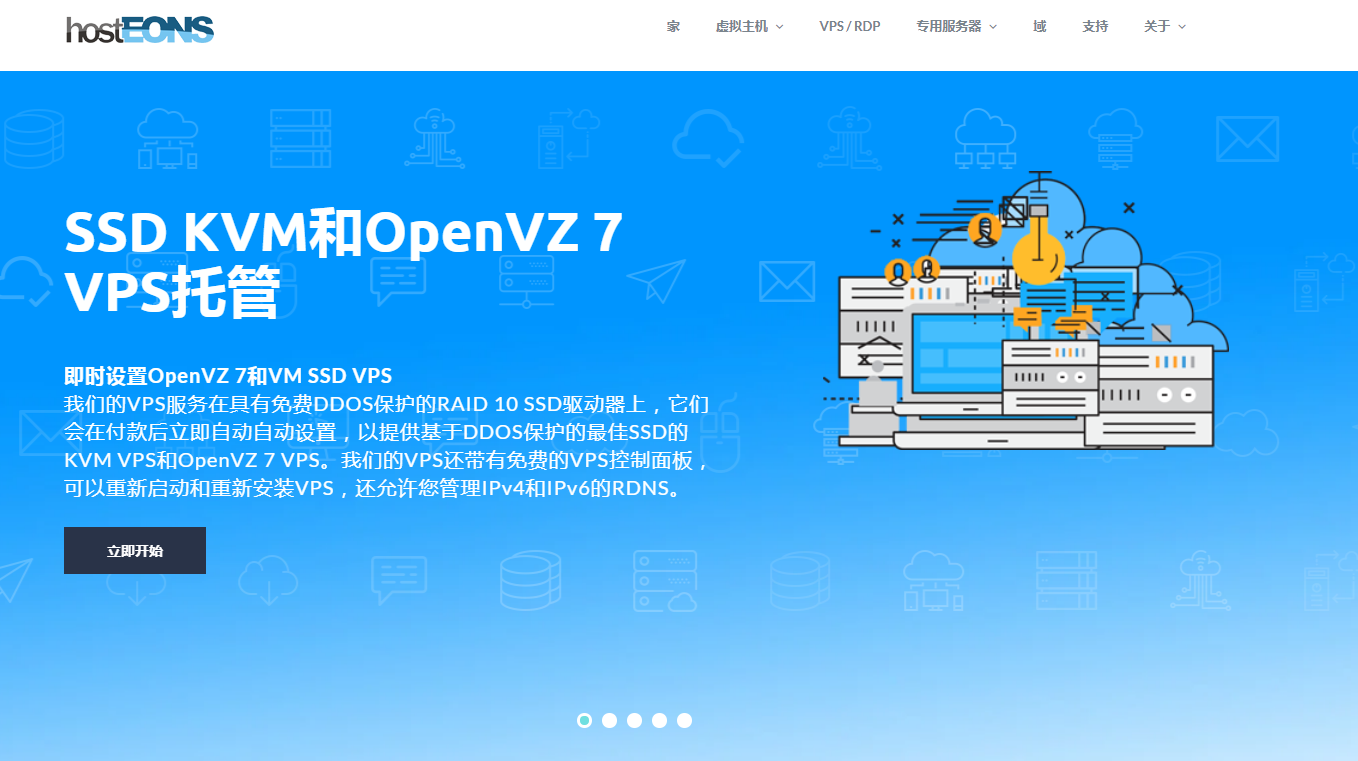 hostEONS
家 虚拟主机 VPS / RDP 专用服务器 域 支持 关于
SSD KVM和OpenVZ 7
VPS托管
即时设置OpenVZ 7和VM SSD VPS
我们的VPS服务在具有免费DDOS保护的RAID 10 SSD驱动器上，它们
会在付款后立即自动自动设置，以提供基于DDOS保护的最佳SSD的
KVM VPS和OpenVZ 7 VPS。我们的VPS还带有免费的VPS控制面板，
可以重新启动和重新安装VPS，还允许您管理IPv4和IPv6的RDNS。
立即开始